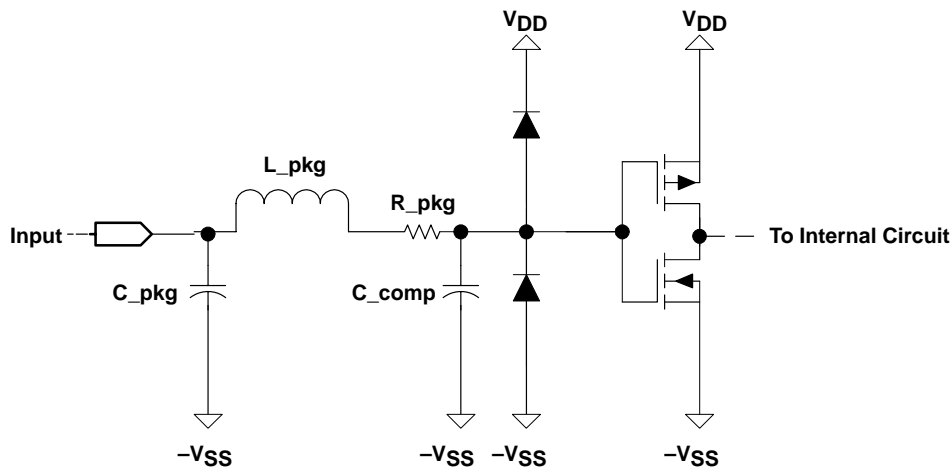 VDD
VDD
L_pkg
R_pkg
Input
To Internal Circuit
C_pkg
C_comp
–VSS
–VSS
–VSS
–VSS